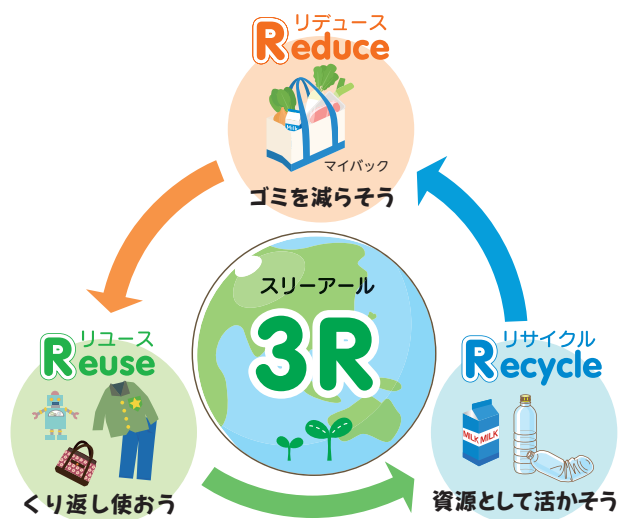 リデュース
Reduce
Milk
マイバック
ゴミを減らそう
スリーアール
3R
リユース
Reuse
くり返し使おう
リサイクル
Recycle
MILK MILK
資源として活かそう